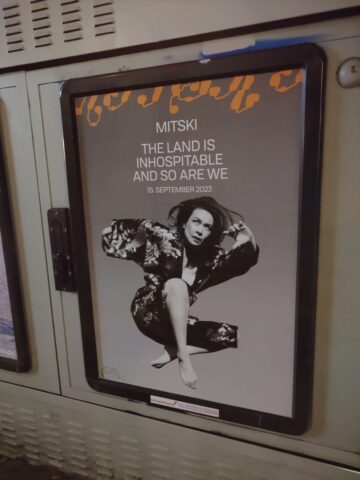 MITSKI
THE LAND IS
INHOSPITABLE
AND SO ARE WE
15. SEPTEMBER 2023